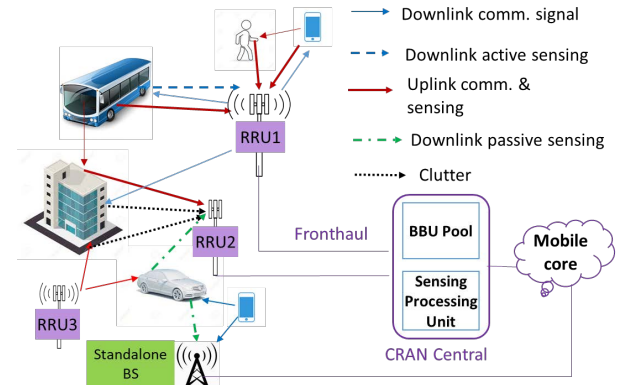 Downlink comm. signal
Downlink active sensing
Uplink comm. &
sensing
Downlink passive sensing
Clutter
RRU1
RRU2
RRU3
Fronthaul
BBU Pool
Sensing
Processing
Unit
CRAN Central
Mobile
core
Standalone
BS